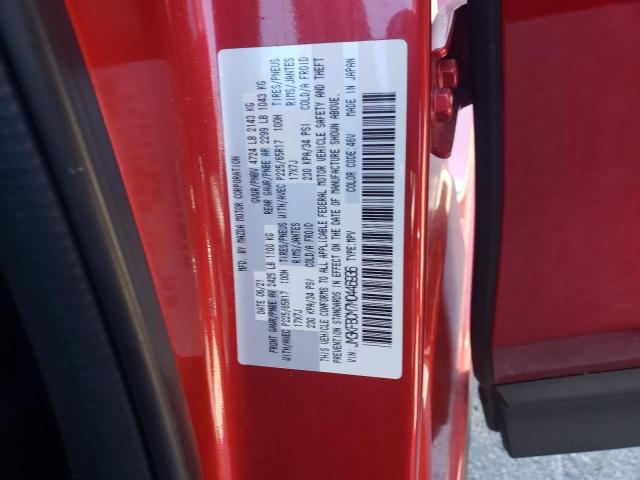 MFD. BY MAZDA MOTOR CORPORATION
DATE 06/21 GVWR/PNBV 4724 LB 2143 KG
FRONT GAWR/PNBE AV 2425 LB 1100 KG REAR GAWR/PNBE AR 2299 LB 1043 KG
WITH/AVEC P225/65R17 100H TIRES/PNEUS WITH/AVEC P225/65R17 100H TIRES/PNEUS
17X7J RIMS/JANTES 17X7J RIMS/JANTES
230 KPA/34 PSI COLD/A FROID 230 KPA/34 PSI COLD/A FROID
THIS VEHICLE CONFORMS TO ALL APPLICABLE FEDERAL MOTOR VEHICLE SAFETY AND THEFT
PREVENTION STANDARDS IN EFFECT ON THE DATE OF MANUFACTURE SHOWN ABOVE.
VIN: TYPE:MPV COLOR CODE:46V MADE IN JAPAN